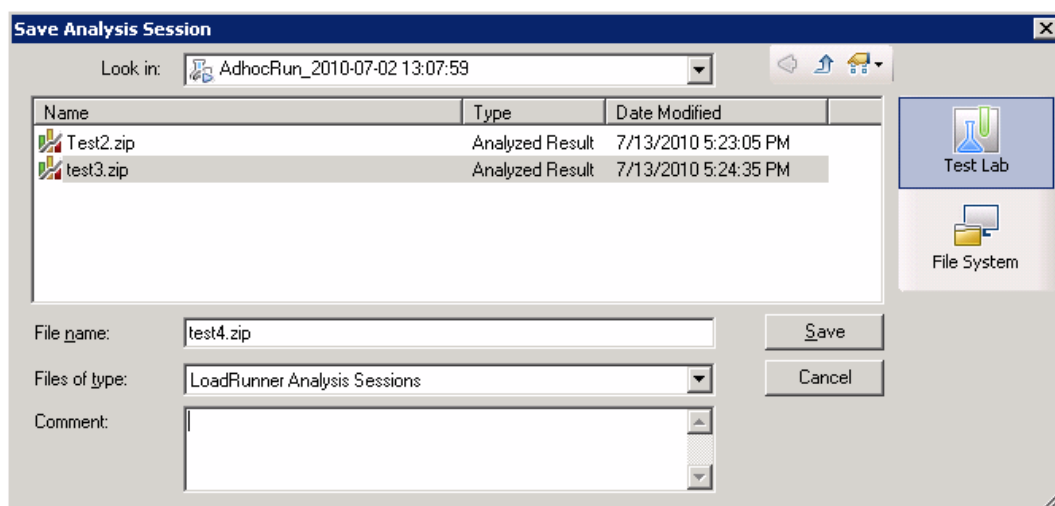 Save Analysis Session
Look in: AdhocRun_2010-07-02 13:07:59
Name Type Date Modified
Test2.zip Analyzed Result 7/13/2010 5:23:05 PM
test3.zip Analyzed Result 7/13/2010 5:24:35 PM
Test Lab
File System
File name: test4.zip Save
Files of type: LoadRunner Analysis Sessions Cancel
Comment: